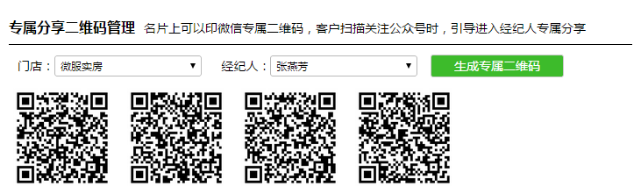 专属分享二维码管理 名片上可以印微信专属二维码，客户扫描关注公众号时，引导进入经纪人专属分享
门店： 微服卖房 经纪人： 张燕芳 生成专属二维码